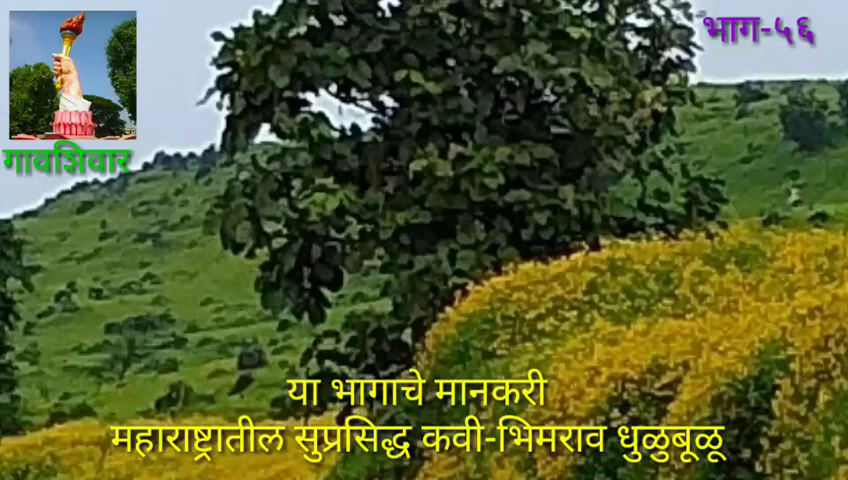 भाग-५६
गावशिवार
या भागाचे मानकरी
महाराष्ट्रातील सुप्रसिद्ध कवी-भिमराव धुळुबूळू